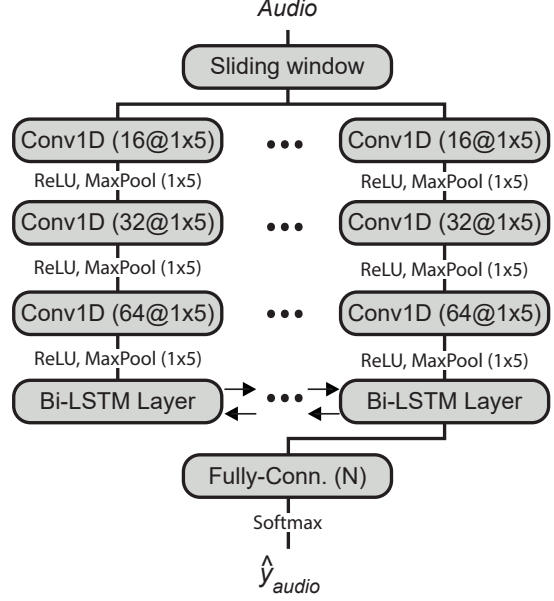 Audio
Sliding window
Conv1D (16@1x5) ••• Conv1D (16@1x5)
ReLU, MaxPool (1x5) ReLU, MaxPool (1x5)
Conv1D (32@1x5) ••• Conv1D (32@1x5)
ReLU, MaxPool (1x5) ReLU, MaxPool (1x5)
Conv1D (64@1x5) ••• Conv1D (64@1x5)
ReLU, MaxPool (1x5) ReLU, MaxPool (1x5)
Bi-LSTM Layer ••• Bi-LSTM Layer
Fully-Conn. (N)
Softmax
ŷ_audio